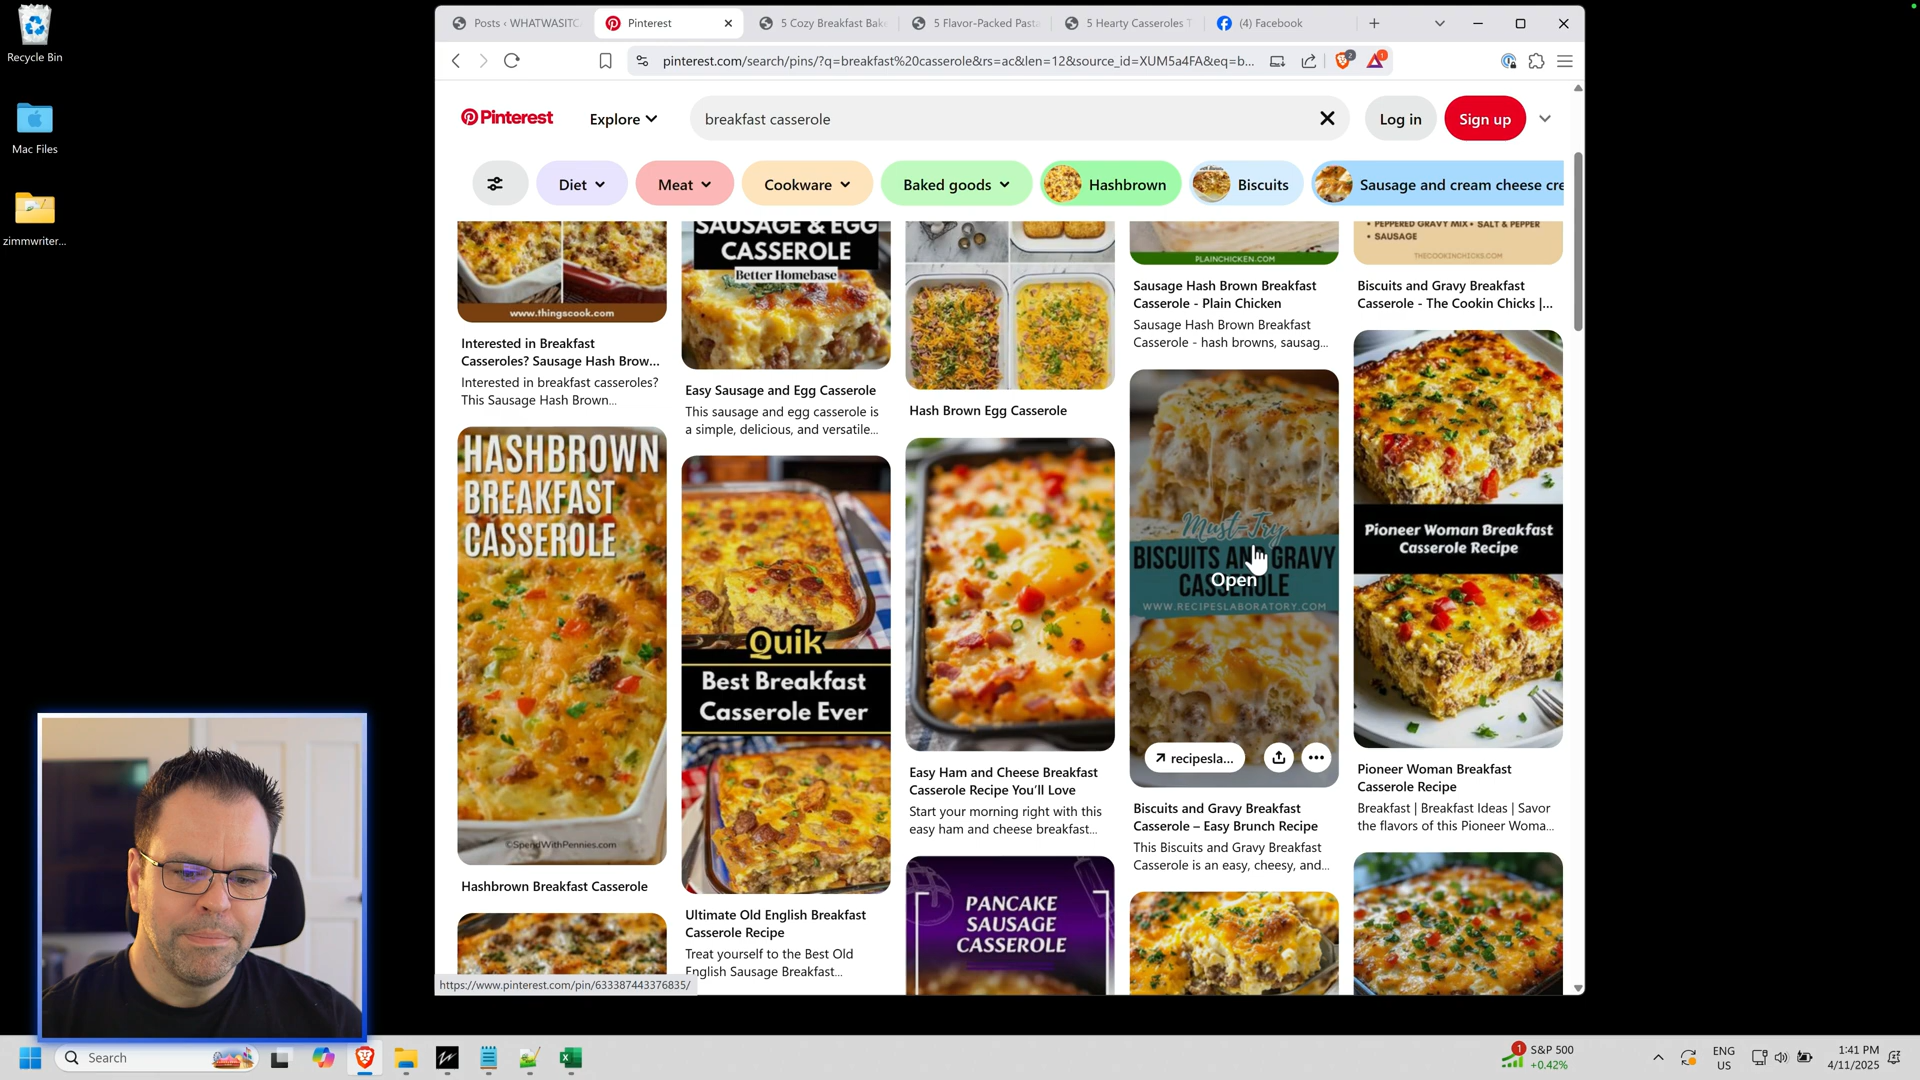 Recycle Bin
Mac Files
zimmwriter...
Posts ‹ WHATWASITC
Pinterest
5 Cozy Breakfast Bak
5 Flavor-Packed Past
5 Hearty Casseroles T
(4) Facebook
pinterest.com/search/pins/?q=breakfast%20casserole&rs=ac&len=12&source_id=XUM5a4FA&eq=b...
2
1
Pinterest
Explore
breakfast casserole
Log in
Sign up
Diet
Meat
Cookware
Baked goods
Hashbrown
Biscuits
Sausage and cream cheese cre
www.thingscook.com
Interested in Breakfast
Casseroles? Sausage Hash Brow...
Interested in breakfast casseroles?
This Sausage Hash Brown...
HASHBROWN
BREAKFAST
CASSEROLE
©SpendWithPennies.com
Hashbrown Breakfast Casserole
SAUSAGE & EGG
CASSEROLE
Better Homebase
Easy Sausage and Egg Casserole
This sausage and egg casserole is
a simple, delicious, and versatile...
Quik
Best Breakfast
Casserole Ever
Ultimate Old English Breakfast
Casserole Recipe
Treat yourself to the Best Old
English Sausage Breakfast...
Hash Brown Egg Casserole
Easy Ham and Cheese Breakfast
Casserole Recipe You'll Love
Start your morning right with this
easy ham and cheese breakfast...
PANCAKE
SAUSAGE
CASSEROLE
PLAINCHICKEN.COM
Sausage Hash Brown Breakfast
Casserole - Plain Chicken
Sausage Hash Brown Breakfast
Casserole - hash browns, sausag...
Must-Try
BISCUITS AND GRAVY
CASSEROLE
Open
WWW.RECIPESLABORATORY.COM
recipesla...
Biscuits and Gravy Breakfast
Casserole – Easy Brunch Recipe
This Biscuits and Gravy Breakfast
Casserole is an easy, cheesy, and...
• PEPPERED GRAVY MIX • SALT & PEPPER
• SAUSAGE
THECOOKINCHICKS.COM
Biscuits and Gravy Breakfast
Casserole - The Cookin Chicks |...
Pioneer Woman Breakfast
Casserole Recipe
Pioneer Woman Breakfast
Casserole Recipe
Breakfast | Breakfast Ideas | Savor
the flavors of this Pioneer Woma...
https://www.pinterest.com/pin/633387443376835/
Search
1
S&P 500
+0.42%
ENG
US
1:41 PM
4/11/2025